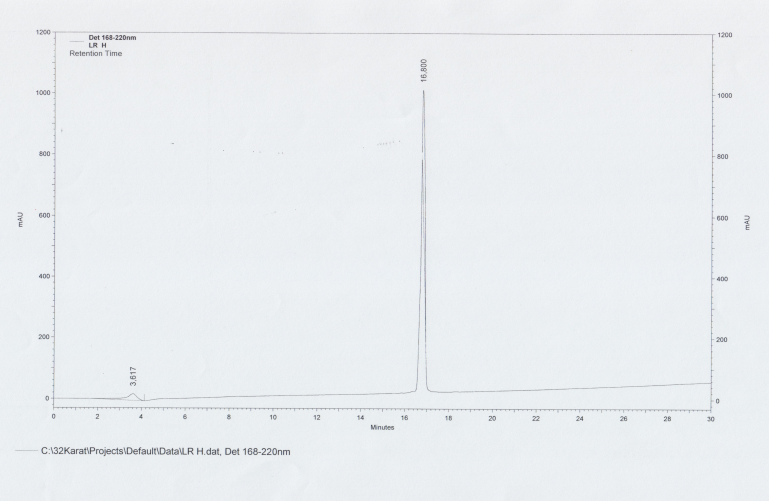 Det 168-220nm
LR H
Retention Time
16,800
3,617
1200
1000
800
600
400
200
0
mAU
1200
1000
800
600
400
200
0
mAU
0 2 4 6 8 10 12 14 16 18 20 22 24 26 28 30
Minutes
C:\32Karat\Projects\Default\Data\LR H.dat, Det 168-220nm